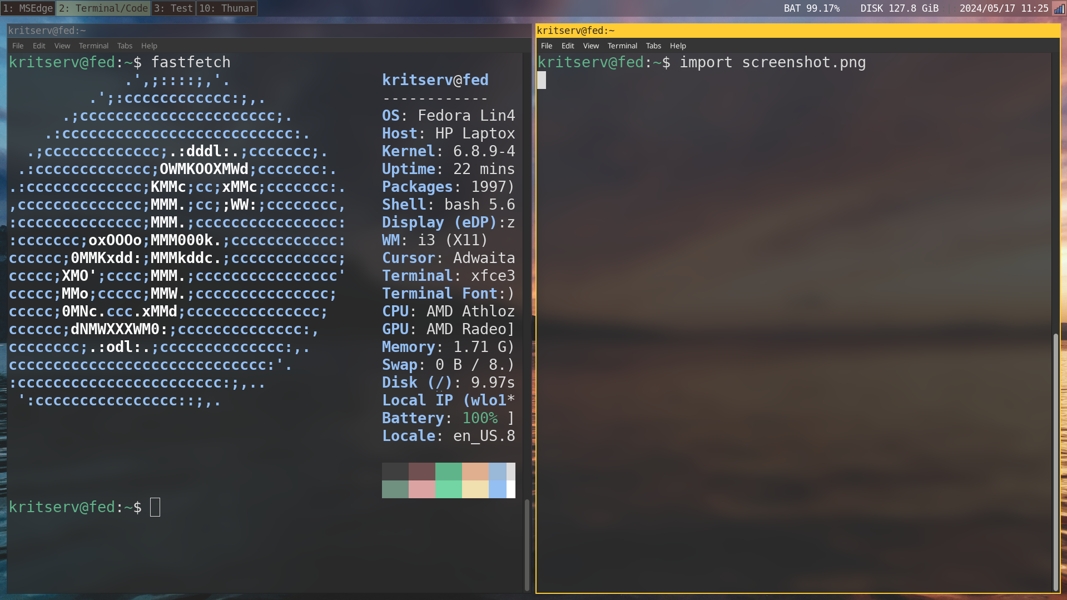 1: MSEdge 2: Terminal/Code 3: Test 10: Thunar BAT 99.17% DISK 127.8 GiB 2024/05/17 11:25
kritserv@fed:~
File Edit View Terminal Tabs Help
kritserv@fed:~$ fastfetch
.',;::::;,'.
.';:cccccccccccc:;,.
.;cccccccccccccccccccccc;.
.:cccccccccccccccccccccccccc:.
.;ccccccccccccc;.:dddl:.;ccccccc;.
.:ccccccccccccc;OWMKOOXMWd;ccccccc:.
.:ccccccccccccc;KMMc;cc;xMMc;ccccccc:.
,cccccccccccccc;MMM.;cc;;WW:;cccccccc,
:cccccccccccccc;MMM.;cccccccccccccccc:
:ccccccc;oxOOOo;MMM000k.;cccccccccccc:
cccccc;0MMKxdd:;MMMkddc.;cccccccccccc;
ccccc;XMO';cccc;MMM.;cccccccccccccccc'
ccccc;MMo;ccccc;MMW.;ccccccccccccccc;
ccccc;0MNc.ccc.xMMd;ccccccccccccccc;
cccccc;dNMWXXXWM0:;cccccccccccccc:,
cccccccc;.:odl:.;cccccccccccccc:,.
ccccccccccccccccccccccccccccc:'.
:ccccccccccccccccccccccc:;,..
':cccccccccccccccc::;,.
kritserv@fed
------------
OS: Fedora Lin4
Host: HP Laptox
Kernel: 6.8.9-4
Uptime: 22 mins
Packages: 1997)
Shell: bash 5.6
Display (eDP):z
WM: i3 (X11)
Cursor: Adwaita
Terminal: xfce3
Terminal Font:)
CPU: AMD Athloz
GPU: AMD Radeo]
Memory: 1.71 G)
Swap: 0 B / 8.)
Disk (/): 9.97s
Local IP (wlo1*
Battery: 100% ]
Locale: en_US.8
kritserv@fed:~$
kritserv@fed:~
File Edit View Terminal Tabs Help
kritserv@fed:~$ import screenshot.png